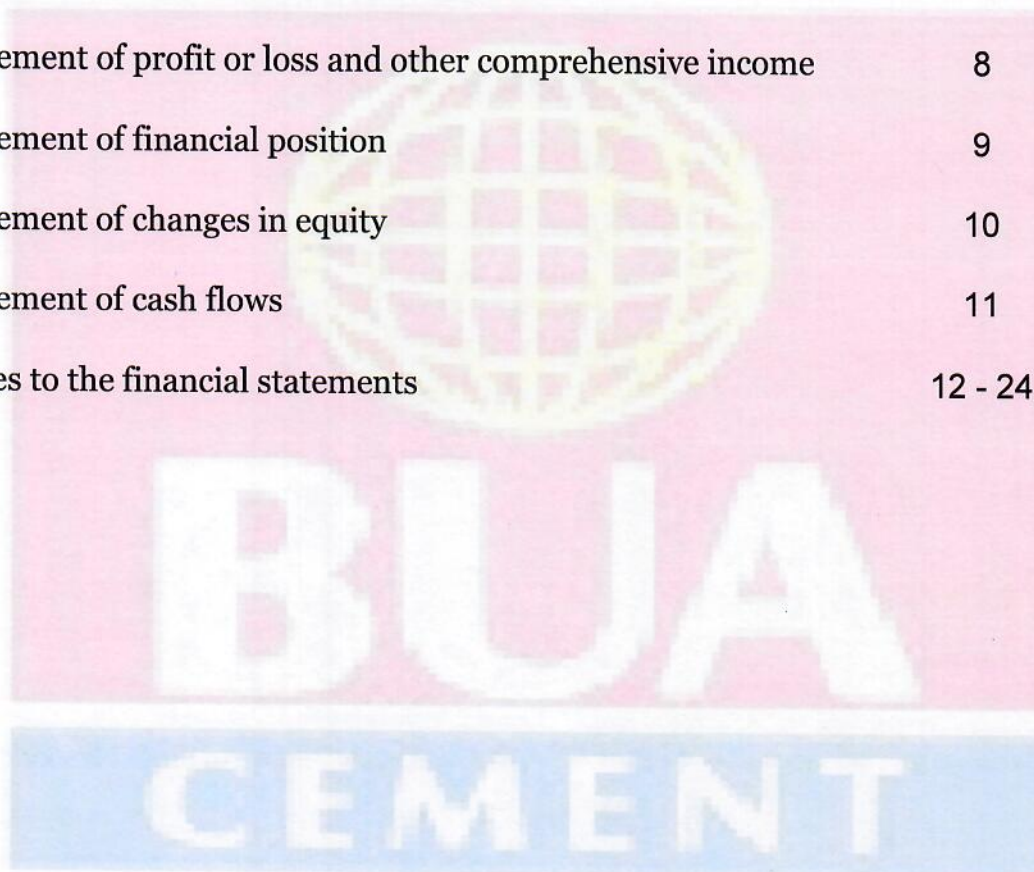 ement of profit or loss and other comprehensive income 8
ement of financial position 9
ement of changes in equity 10
ement of cash flows 11
es to the financial statements 12 - 24
BUA
CEMENT